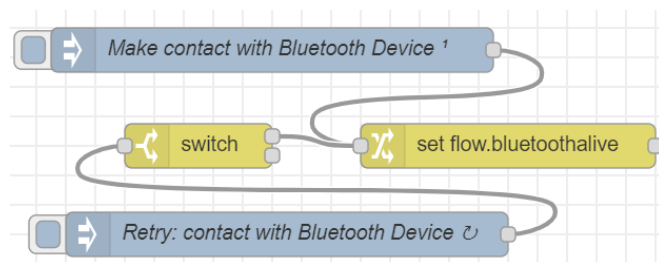 Make contact with Bluetooth Device ¹
switch
set flow.bluetoothalive
Retry: contact with Bluetooth Device ↻